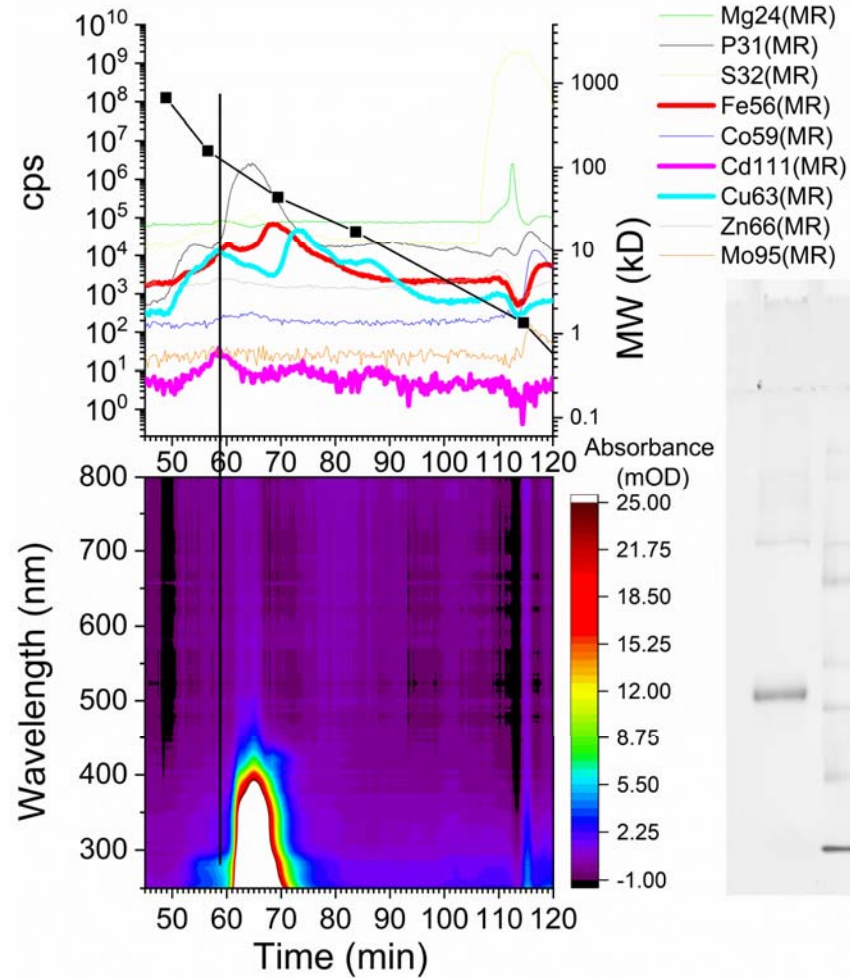 10¹⁰
10⁹
10⁸
10⁷
10⁶
10⁵
10⁴
10³
10²
10¹
10⁰
cps
1000
100
10
1
0.1
MW (kD)
Mg24(MR)
P31(MR)
S32(MR)
Fe56(MR)
Co59(MR)
Cd111(MR)
Cu63(MR)
Zn66(MR)
Mo95(MR)
50 60 70 80 90 100 110 120
Absorbance
(mOD)
800
700
600
500
400
300
Wavelength (nm)
25.00
21.75
18.50
15.25
12.00
8.75
5.50
2.25
-1.00
50 60 70 80 90 100 110 120
Time (min)